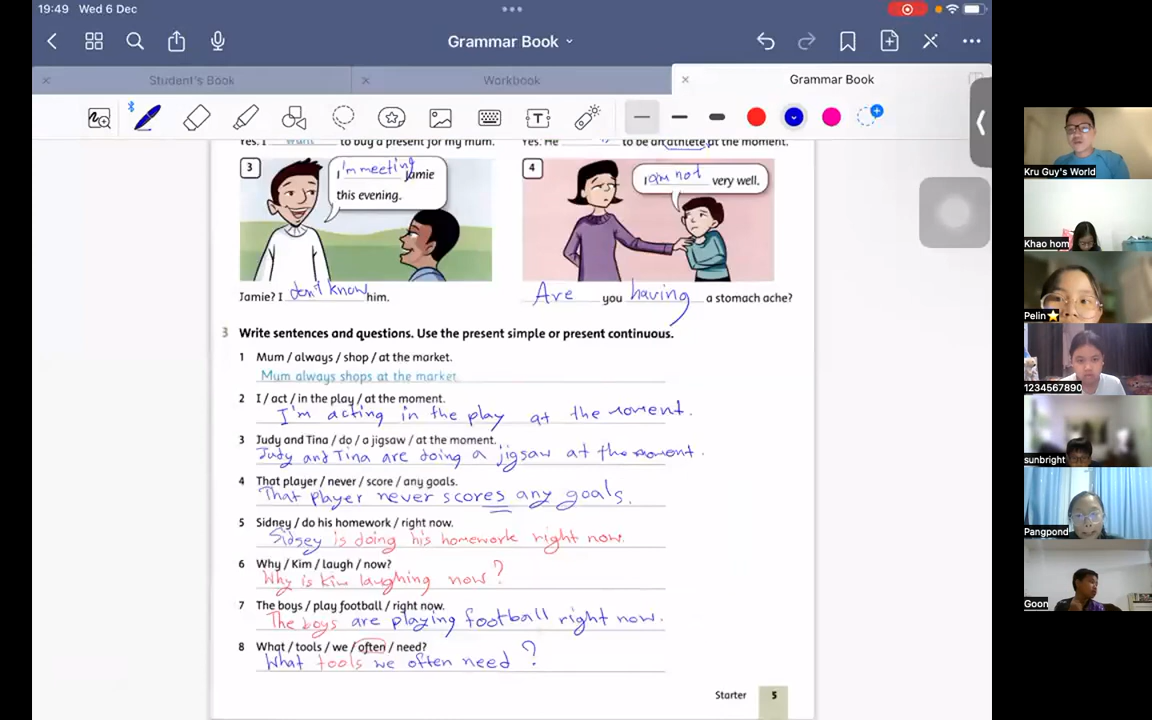 19:49 Wed 6 Dec
Grammar Book
Student's Book
Workbook
Grammar Book
Yes. I want to buy a present for my mum.
Yes. He to be an athlete at the moment.
3
I'm meeting Jamie
this evening.
Jamie? I don't know him.
4
I am not very well.
Are you having a stomach ache?
3 Write sentences and questions. Use the present simple or present continuous.
1 Mum / always / shop / at the market.
Mum always shops at the market.
2 I / act / in the play / at the moment.
I'm acting in the play at the moment.
3 Judy and Tina / do / a jigsaw / at the moment.
Judy and Tina are doing a jigsaw at the moment.
4 That player / never / score / any goals.
That player never scores any goals.
5 Sidney / do his homework / right now.
Sidsey is doing his homework right now.
6 Why / Kim / laugh / now?
Why is Kim laughing now?
7 The boys / play football / right now.
The boys are playing football right now.
8 What / tools / we / often / need?
What tools we often need?
Starter 5
Kru Guy's World
Khao hom
Pelin
1234567890
sunbright
Pangpond
Goon